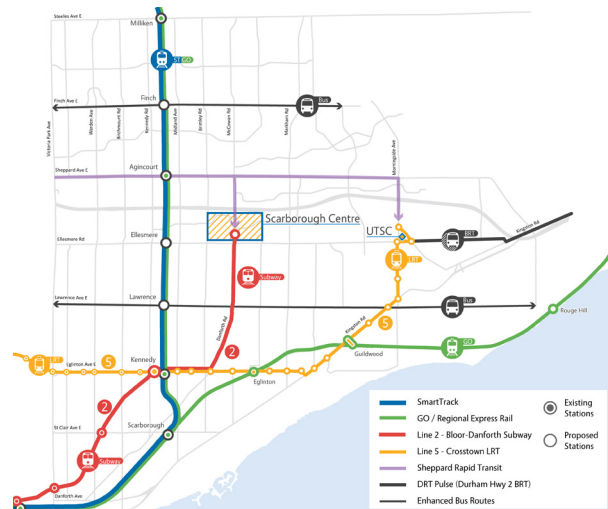 Steeles Ave E
Milliken
ST GO
Finch
Bus
Finch Ave E
Victoria Park Ave
Warden Ave
Birchmount Rd
Kennedy Rd
Midland Ave
Brimley Rd
McCowan Rd
Markham Rd
Morningside Ave
Agincourt
Sheppard Ave E
Scarborough Centre
UTSC
Kingston Rd
Ellesmere
Ellesmere Rd
BRT
LRT
Subway
Lawrence
Lawrence Ave E
Bus
Rouge Hill
Danforth Rd
Kingston Rd
5
2
GO
Guildwood
LRT
5
Eglinton Ave E
Kennedy
Eglinton
2
St Clair Ave E
Scarborough
Subway
Danforth Ave
SmartTrack
GO / Regional Express Rail
Line 2 - Bloor-Danforth Subway
Line 5 - Crosstown LRT
Sheppard Rapid Transit
DRT Pulse (Durham Hwy 2 BRT)
Enhanced Bus Routes
Existing
Stations
Proposed
Stations